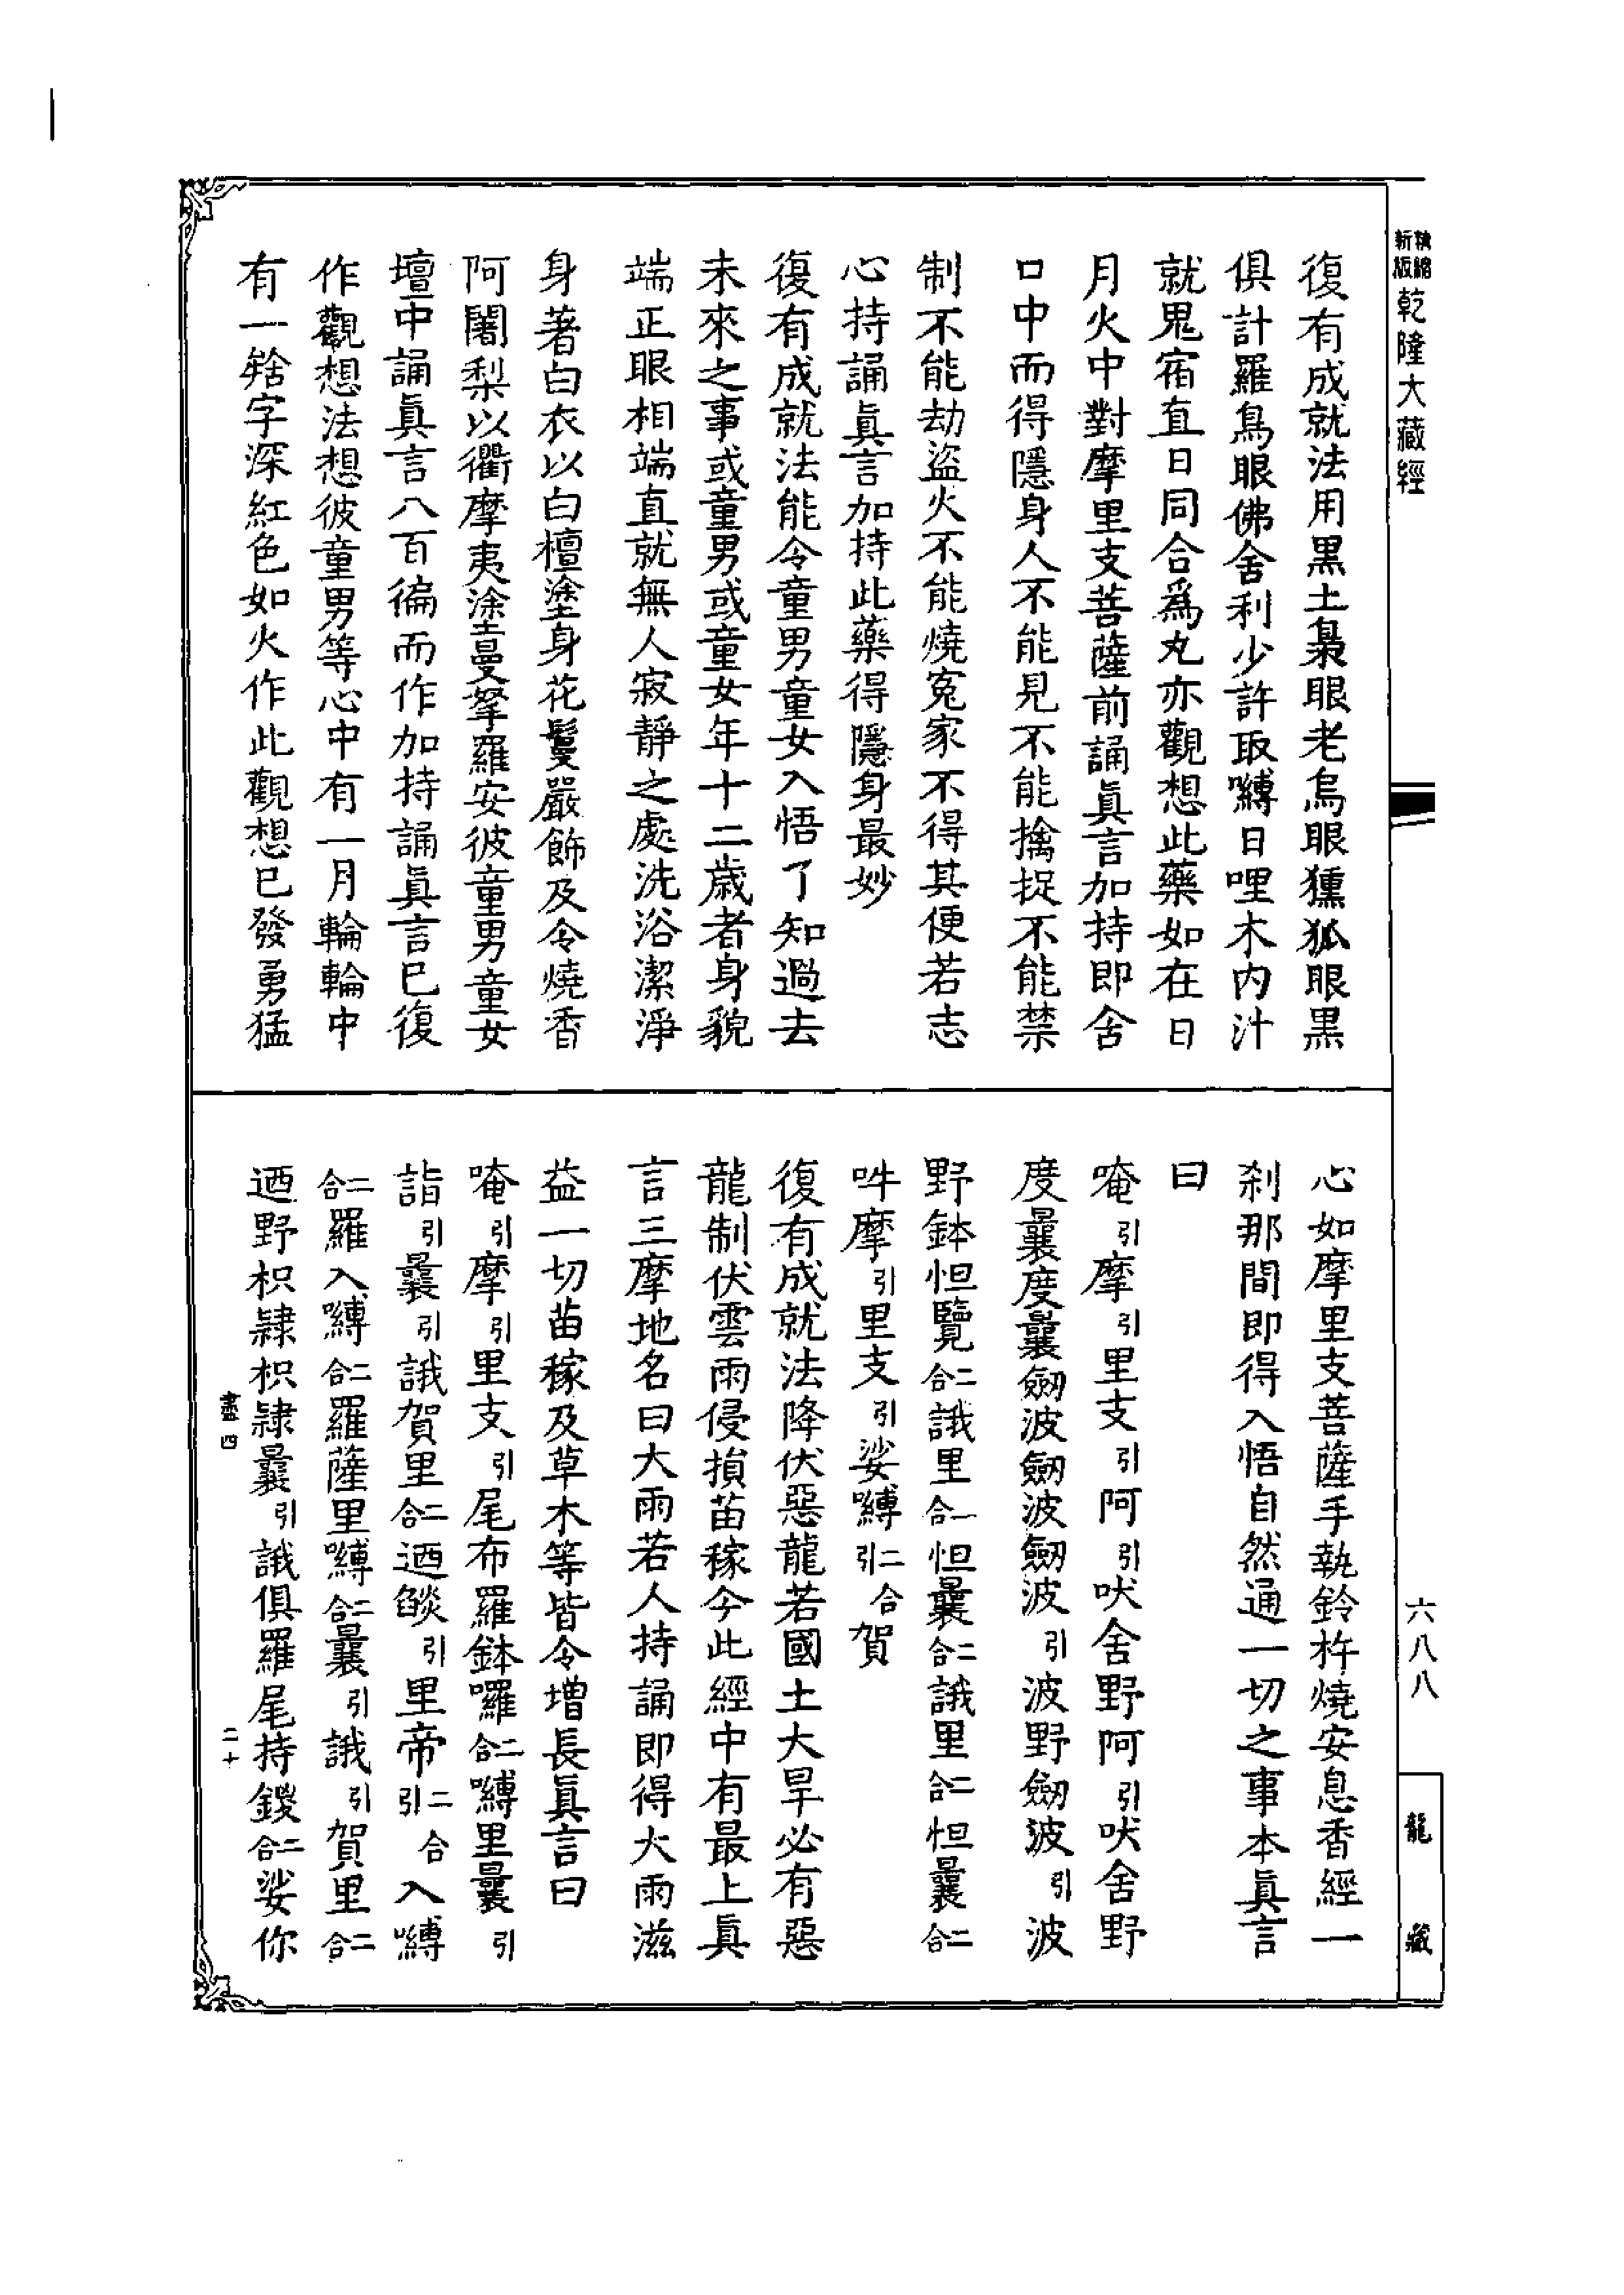 新版精縮
乾隆大藏經
復有成就法用黑土梟眼老烏眼獯狐眼黑
俱計羅鳥眼佛舍利少許取嚩日哩木内汁
就鬼宿直日同合爲丸亦觀想此藥如在日
月火中對摩里支菩薩前誦眞言加持即含
口中而得隱身人不能見不能擒捉不能禁
制不能劫盜火不能燒冤家不得其便若志
心持誦眞言加持此藥得隱身最妙
復有成就法能令童男童女入悟了知過去
未來之事或童男或童女年十二歲者身貌
端正眼相端直就無人寂靜之處洗浴潔淨
身著白衣以白檀塗身花鬘嚴飾及令燒香
阿闍梨以衢摩夷塗曼拏羅安彼童男童女
壇中誦眞言八百徧而作加持誦眞言已復
作觀想法想彼童男等心中有一月輪輪中
有一唅字深紅色如火作此觀想已發勇猛
心如摩里支菩薩手執鈴杵燒安息香經一
刹那間即得入悟自然通一切之事本眞言
曰
唵引摩引里支引阿引吠舍野阿引吠舍野
度曩度曩劒波劒波劒波引波野劒波引波
野鉢怛覽二合誐里二合怛曩二合誐里二合怛曩二合
吽摩引里支引娑嚩二合引賀
復有成就法降伏惡龍若國土大旱必有惡
龍制伏雲雨侵損苗稼今此經中有最上眞
言三摩地名曰大雨若人持誦即得大雨滋
益一切苗稼及草木等皆令增長眞言曰
唵引摩引里支引尾布羅鉢囉二合嚩里曩引
詣引曩引誐賀里二合迺𦦨引里帝二合引入嚩
二合羅入嚩二合羅薩里嚩二合曩引誐引賀里二合
迺野枳隷枳隷曩引誐俱羅尾持鑁二合娑你
盡四
二十
六八八
龍藏